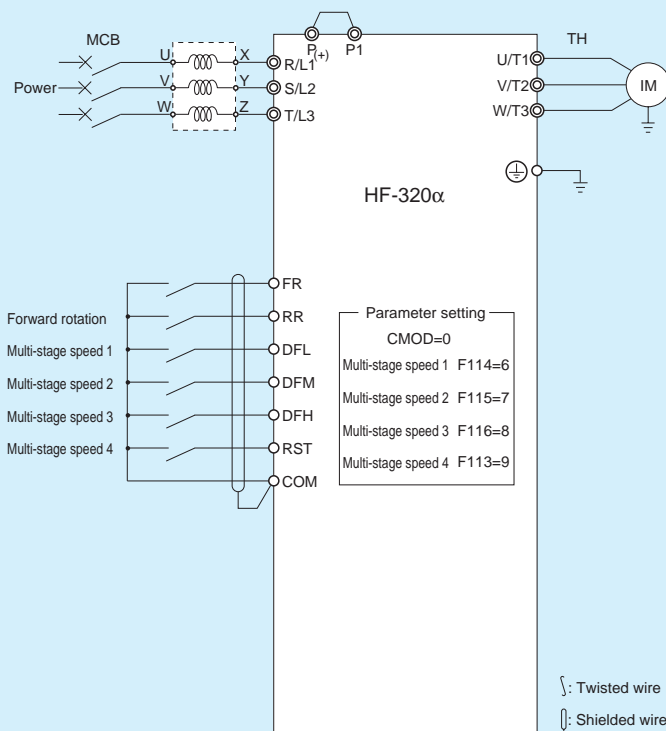 MCB
TH
P
(+)
P1
U
X
R/L1
U/T1
Power
V
Y
S/L2
V/T2
IM
W
Z
T/L3
W/T3
HF-320α
FR
Forward rotation
RR
Multi-stage speed 1
DFL
Multi-stage speed 2
DFM
Multi-stage speed 3
DFH
Multi-stage speed 4
RST
COM
Parameter setting
CMOD=0
Multi-stage speed 1 F114=6
Multi-stage speed 2 F115=7
Multi-stage speed 3 F116=8
Multi-stage speed 4 F113=9
: Twisted wire
: Shielded wire